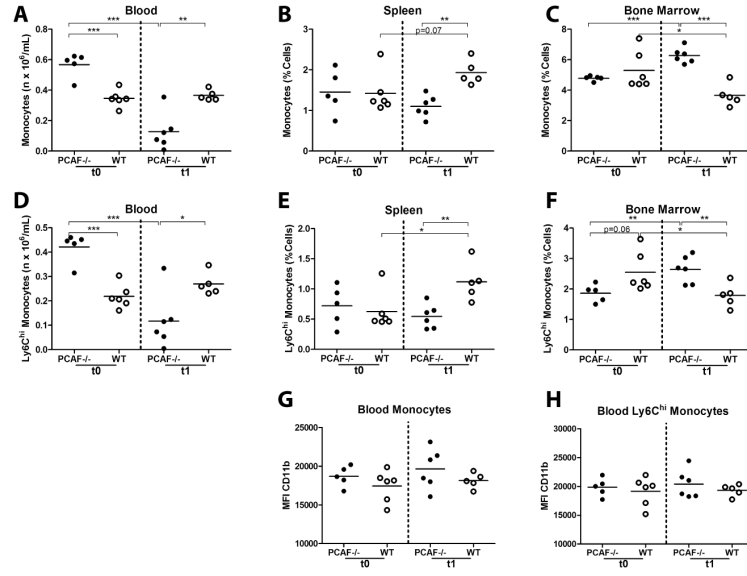 A
Blood
***
***
**
Monocytes (n x 10⁶/mL)
0.8
0.6
0.4
0.2
0.0
PCAF-/- WT PCAF-/- WT
t0 t1
B
Spleen
**
p=0.07
Monocytes (% Cells)
3
2
1
0
PCAF-/- WT PCAF-/- WT
t0 t1
C
Bone Marrow
*** ***
*
Monocytes (% Cells)
8
6
4
2
0
PCAF-/- WT PCAF-/- WT
t0 t1
D
Blood
***
***
*
Ly6Cʰⁱ Monocytes (n x 10⁶/mL)
0.5
0.4
0.3
0.2
0.1
0.0
PCAF-/- WT PCAF-/- WT
t0 t1
E
Spleen
**
*
Ly6Cʰⁱ Monocytes (%Cells)
2.0
1.5
1.0
0.5
0.0
PCAF-/- WT PCAF-/- WT
t0 t1
F
Bone Marrow
** **
p=0.06 *
Ly6Cʰⁱ Monocytes (%Cells)
4
3
2
1
0
PCAF-/- WT PCAF-/- WT
t0 t1
G
Blood Monocytes
MFI CD11b
25000
20000
15000
10000
PCAF-/- WT PCAF-/- WT
t0 t1
H
Blood Ly6Cʰⁱ Monocytes
MFI CD11b
30000
25000
20000
15000
10000
PCAF-/- WT PCAF-/- WT
t0 t1